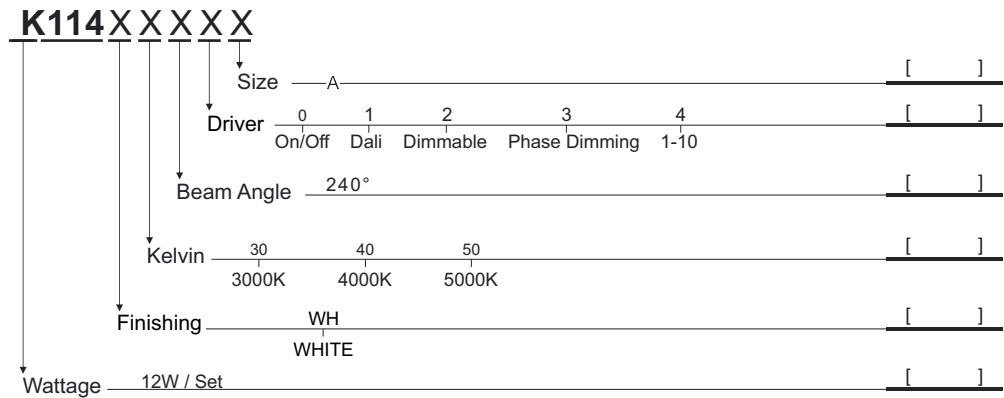 K114 X X X X X
Size A [ ]
Driver 0 1 2 3 4 [ ]
On/Off Dali Dimmable Phase Dimming 1-10
Beam Angle 240° [ ]
Kelvin 30 40 50 [ ]
3000K 4000K 5000K
Finishing WH [ ]
WHITE
Wattage 12W / Set [ ]